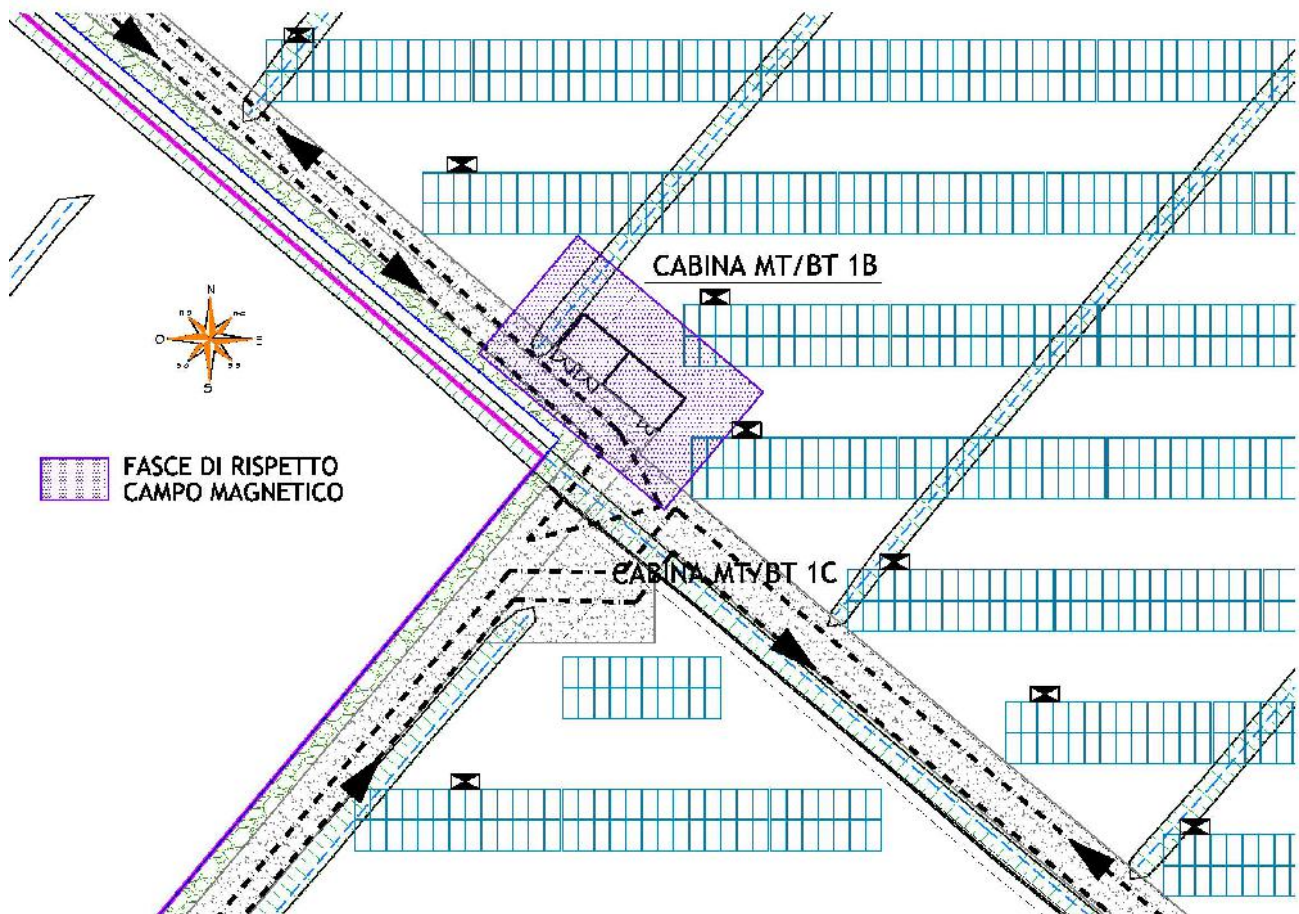 CABINA MT/BT 1B
N
O
E
S
FASCE DI RISPETTO
CAMPO MAGNETICO
CABINA MT/BT 1C